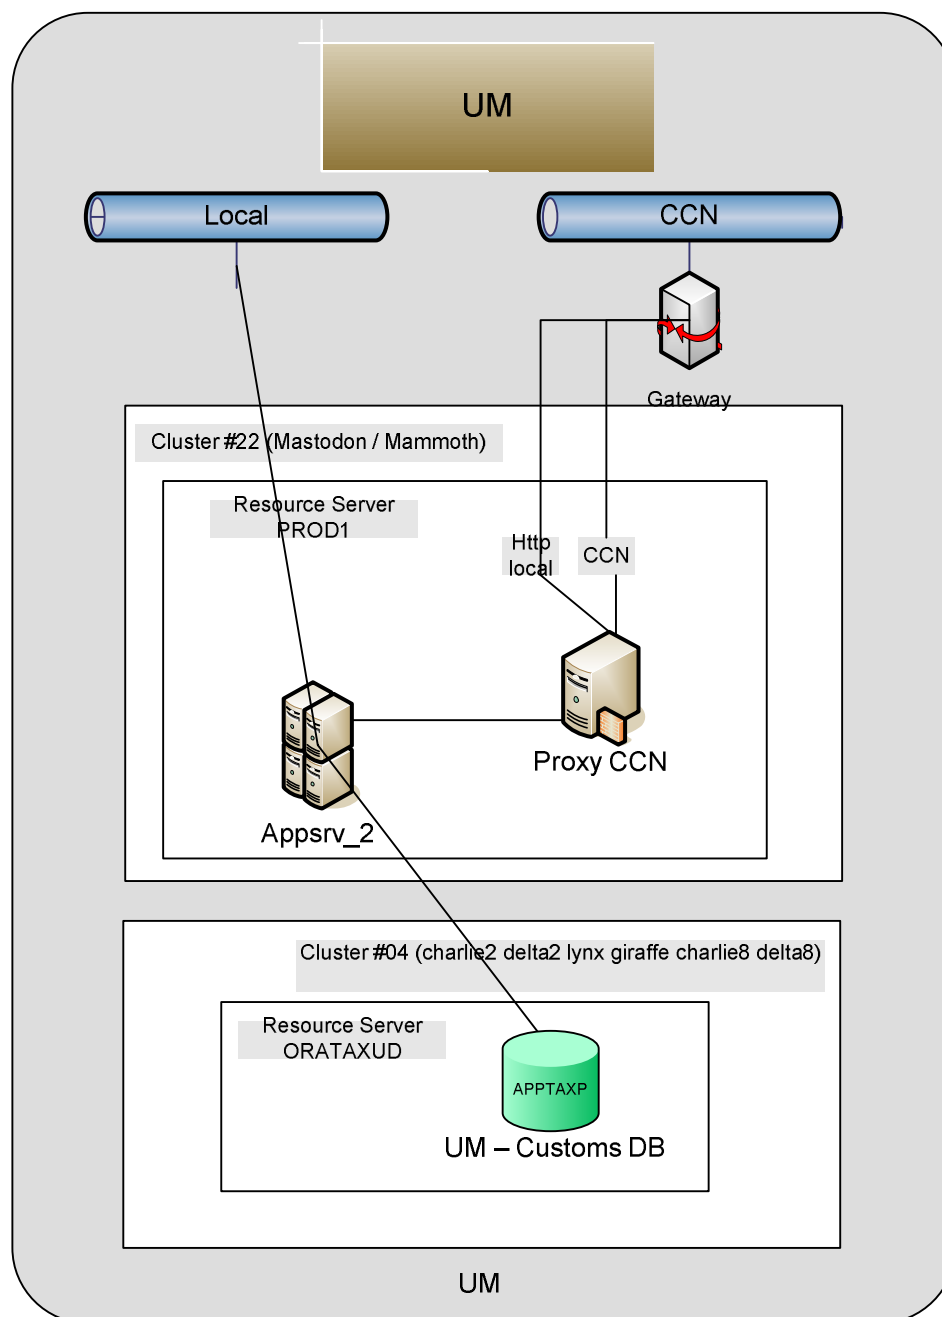 UM
Local
CCN
Gateway
Cluster #22 (Mastodon / Mammoth)
Resource Server
PROD1
Http
local
CCN
Proxy CCN
Appsrv_2
Cluster #04 (charlie2 delta2 lynx giraffe charlie8 delta8)
Resource Server
ORATAXUD
APPTAXP
UM – Customs DB
UM